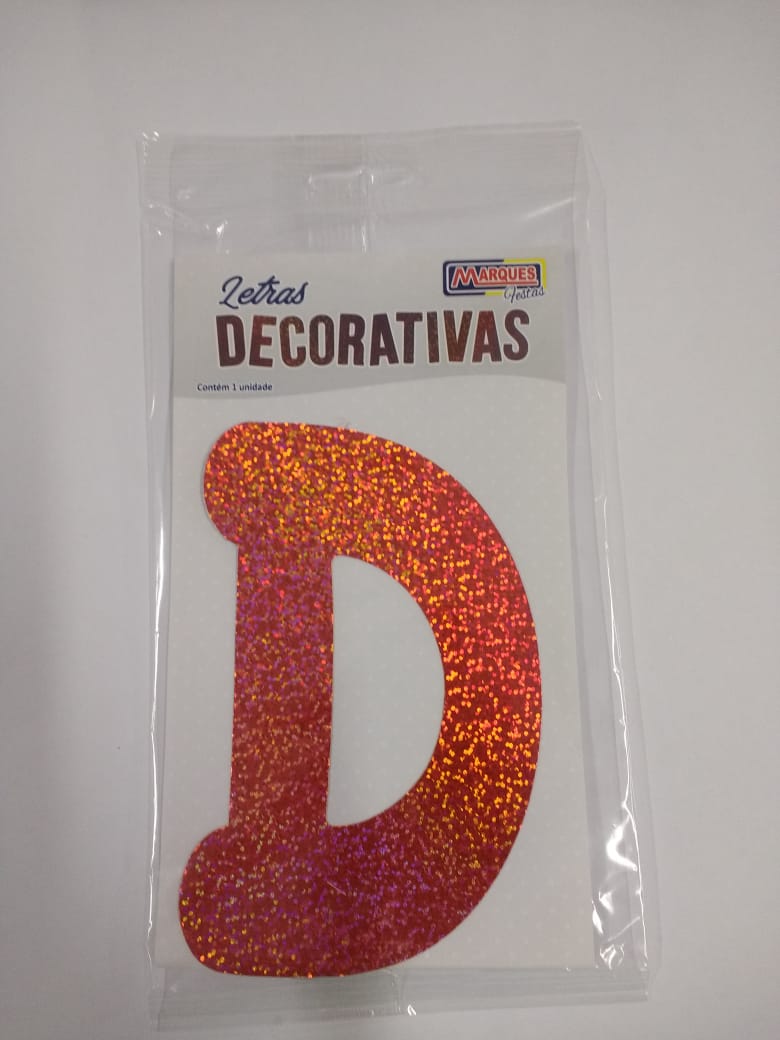 Letras
MARQUES
Festas
DECORATIVAS
Contém 1 unidade
D